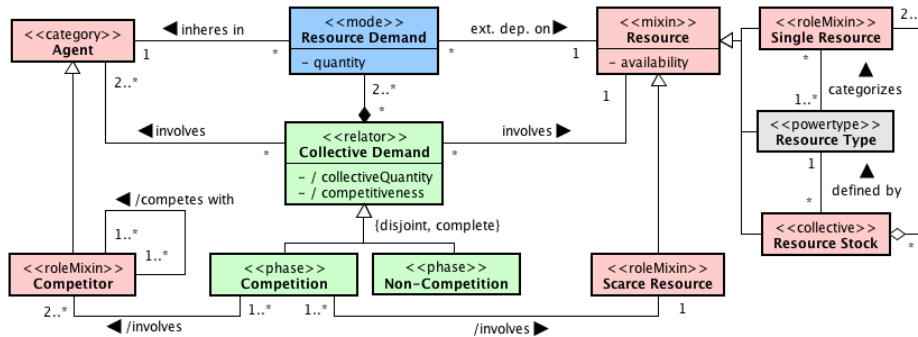 <<category>>
Agent
1
inheres in
*
<<mode>>
Resource Demand
- quantity
*
ext. dep. on
1
<<mixin>>
Resource
- availability
<<roleMixin>>
Single Resource
2..
2..*
2..*
*
1
*
categorizes
1..*
involves
*
<<relator>>
Collective Demand
- / collectiveQuantity
- / competitiveness
involves
*
<<powertype>>
Resource Type
1
defined by
*
/competes with
1..*
1..*
{disjoint, complete}
<<collective>>
Resource Stock
*
<<roleMixin>>
Competitor
<<phase>>
Competition
<<phase>>
Non-Competition
<<roleMixin>>
Scarce Resource
2..*
/involves
1..*
1..*
/involves
1